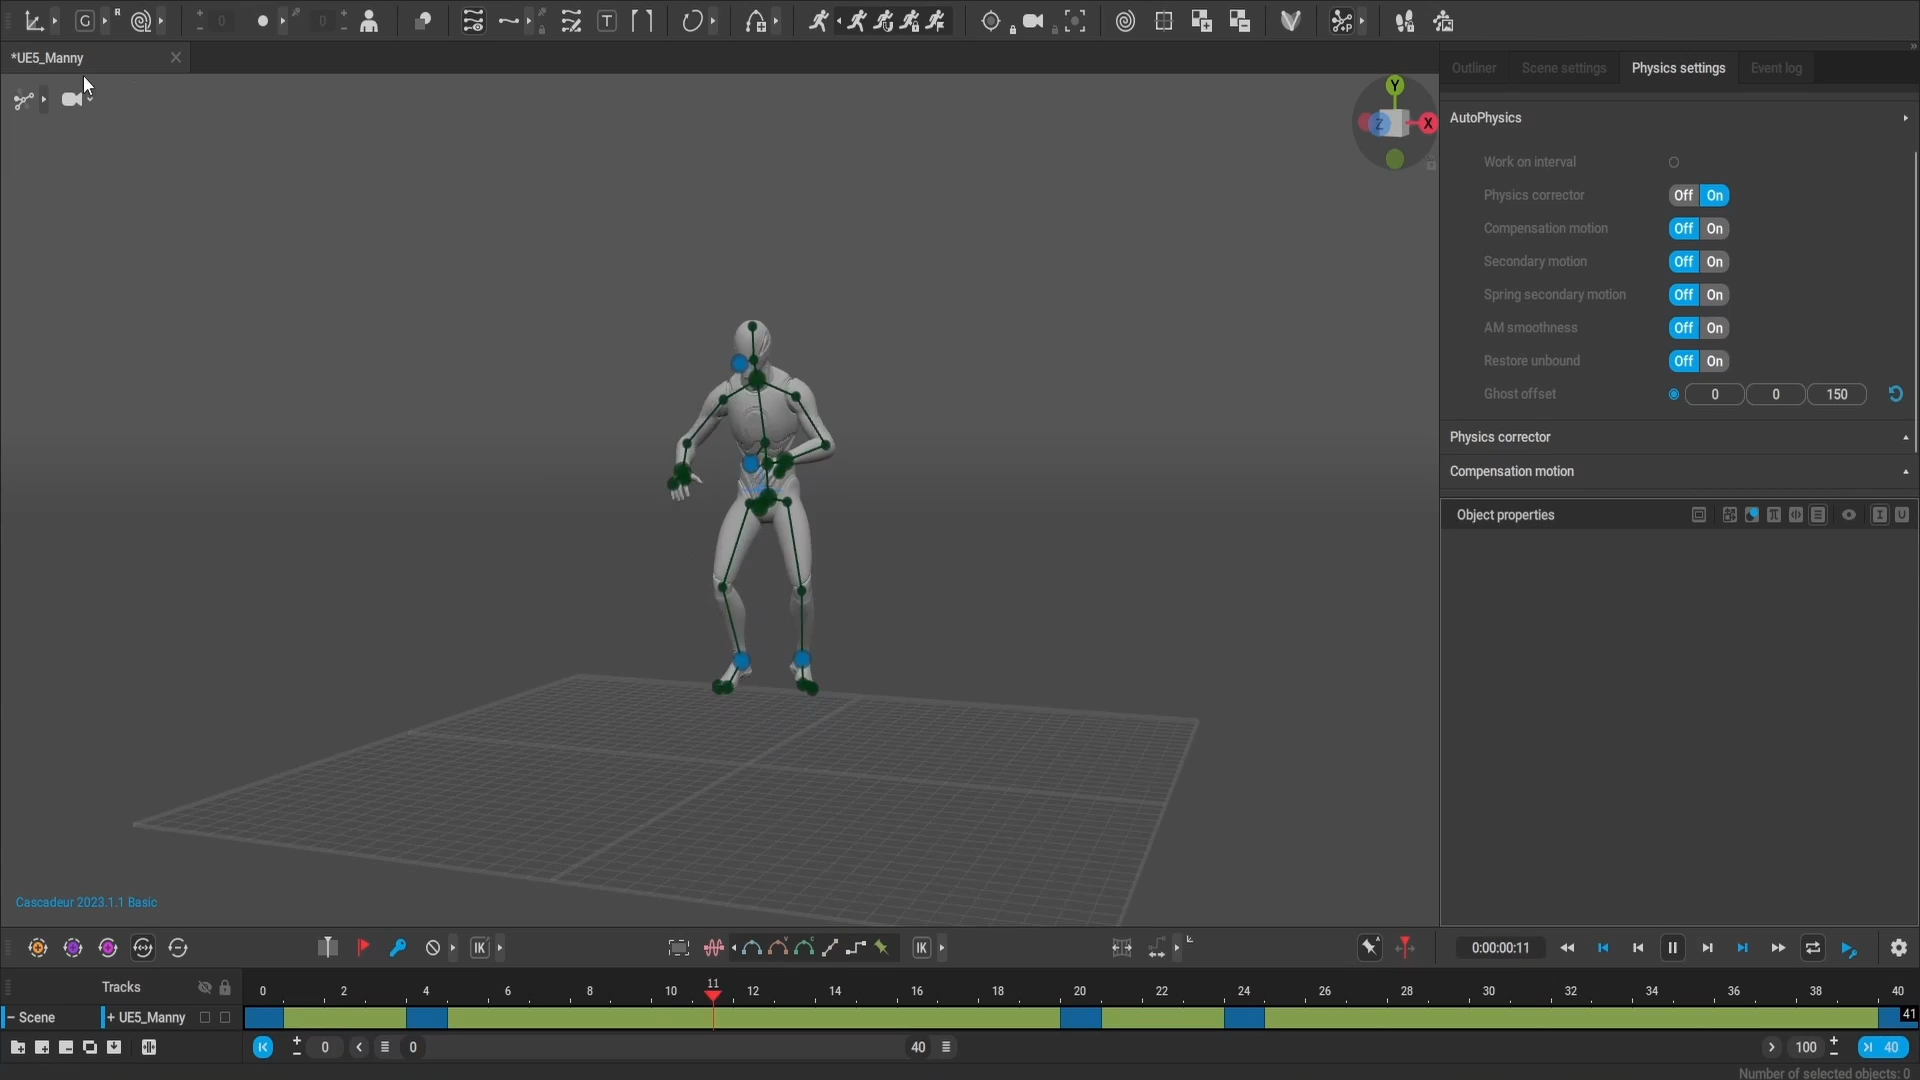 G R 0 0 T
*UE5_Manny
Outliner Scene settings Physics settings Event log
Y
Z X
AutoPhysics
Work on interval
Physics corrector Off On
Compensation motion Off On
Secondary motion Off On
Spring secondary motion Off On
AM smoothness Off On
Restore unbound Off On
Ghost offset 0 0 150
Physics corrector
Compensation motion
Object properties I U
Cascadeur 2023.1.1 Basic
IK IK 0:00:00:11
Tracks 0 2 4 6 8 10 11 12 14 16 18 20 22 24 26 28 30 32 34 36 38 40
Scene + UE5_Manny 41
0 0 40 100 40
Number of selected objects: 0